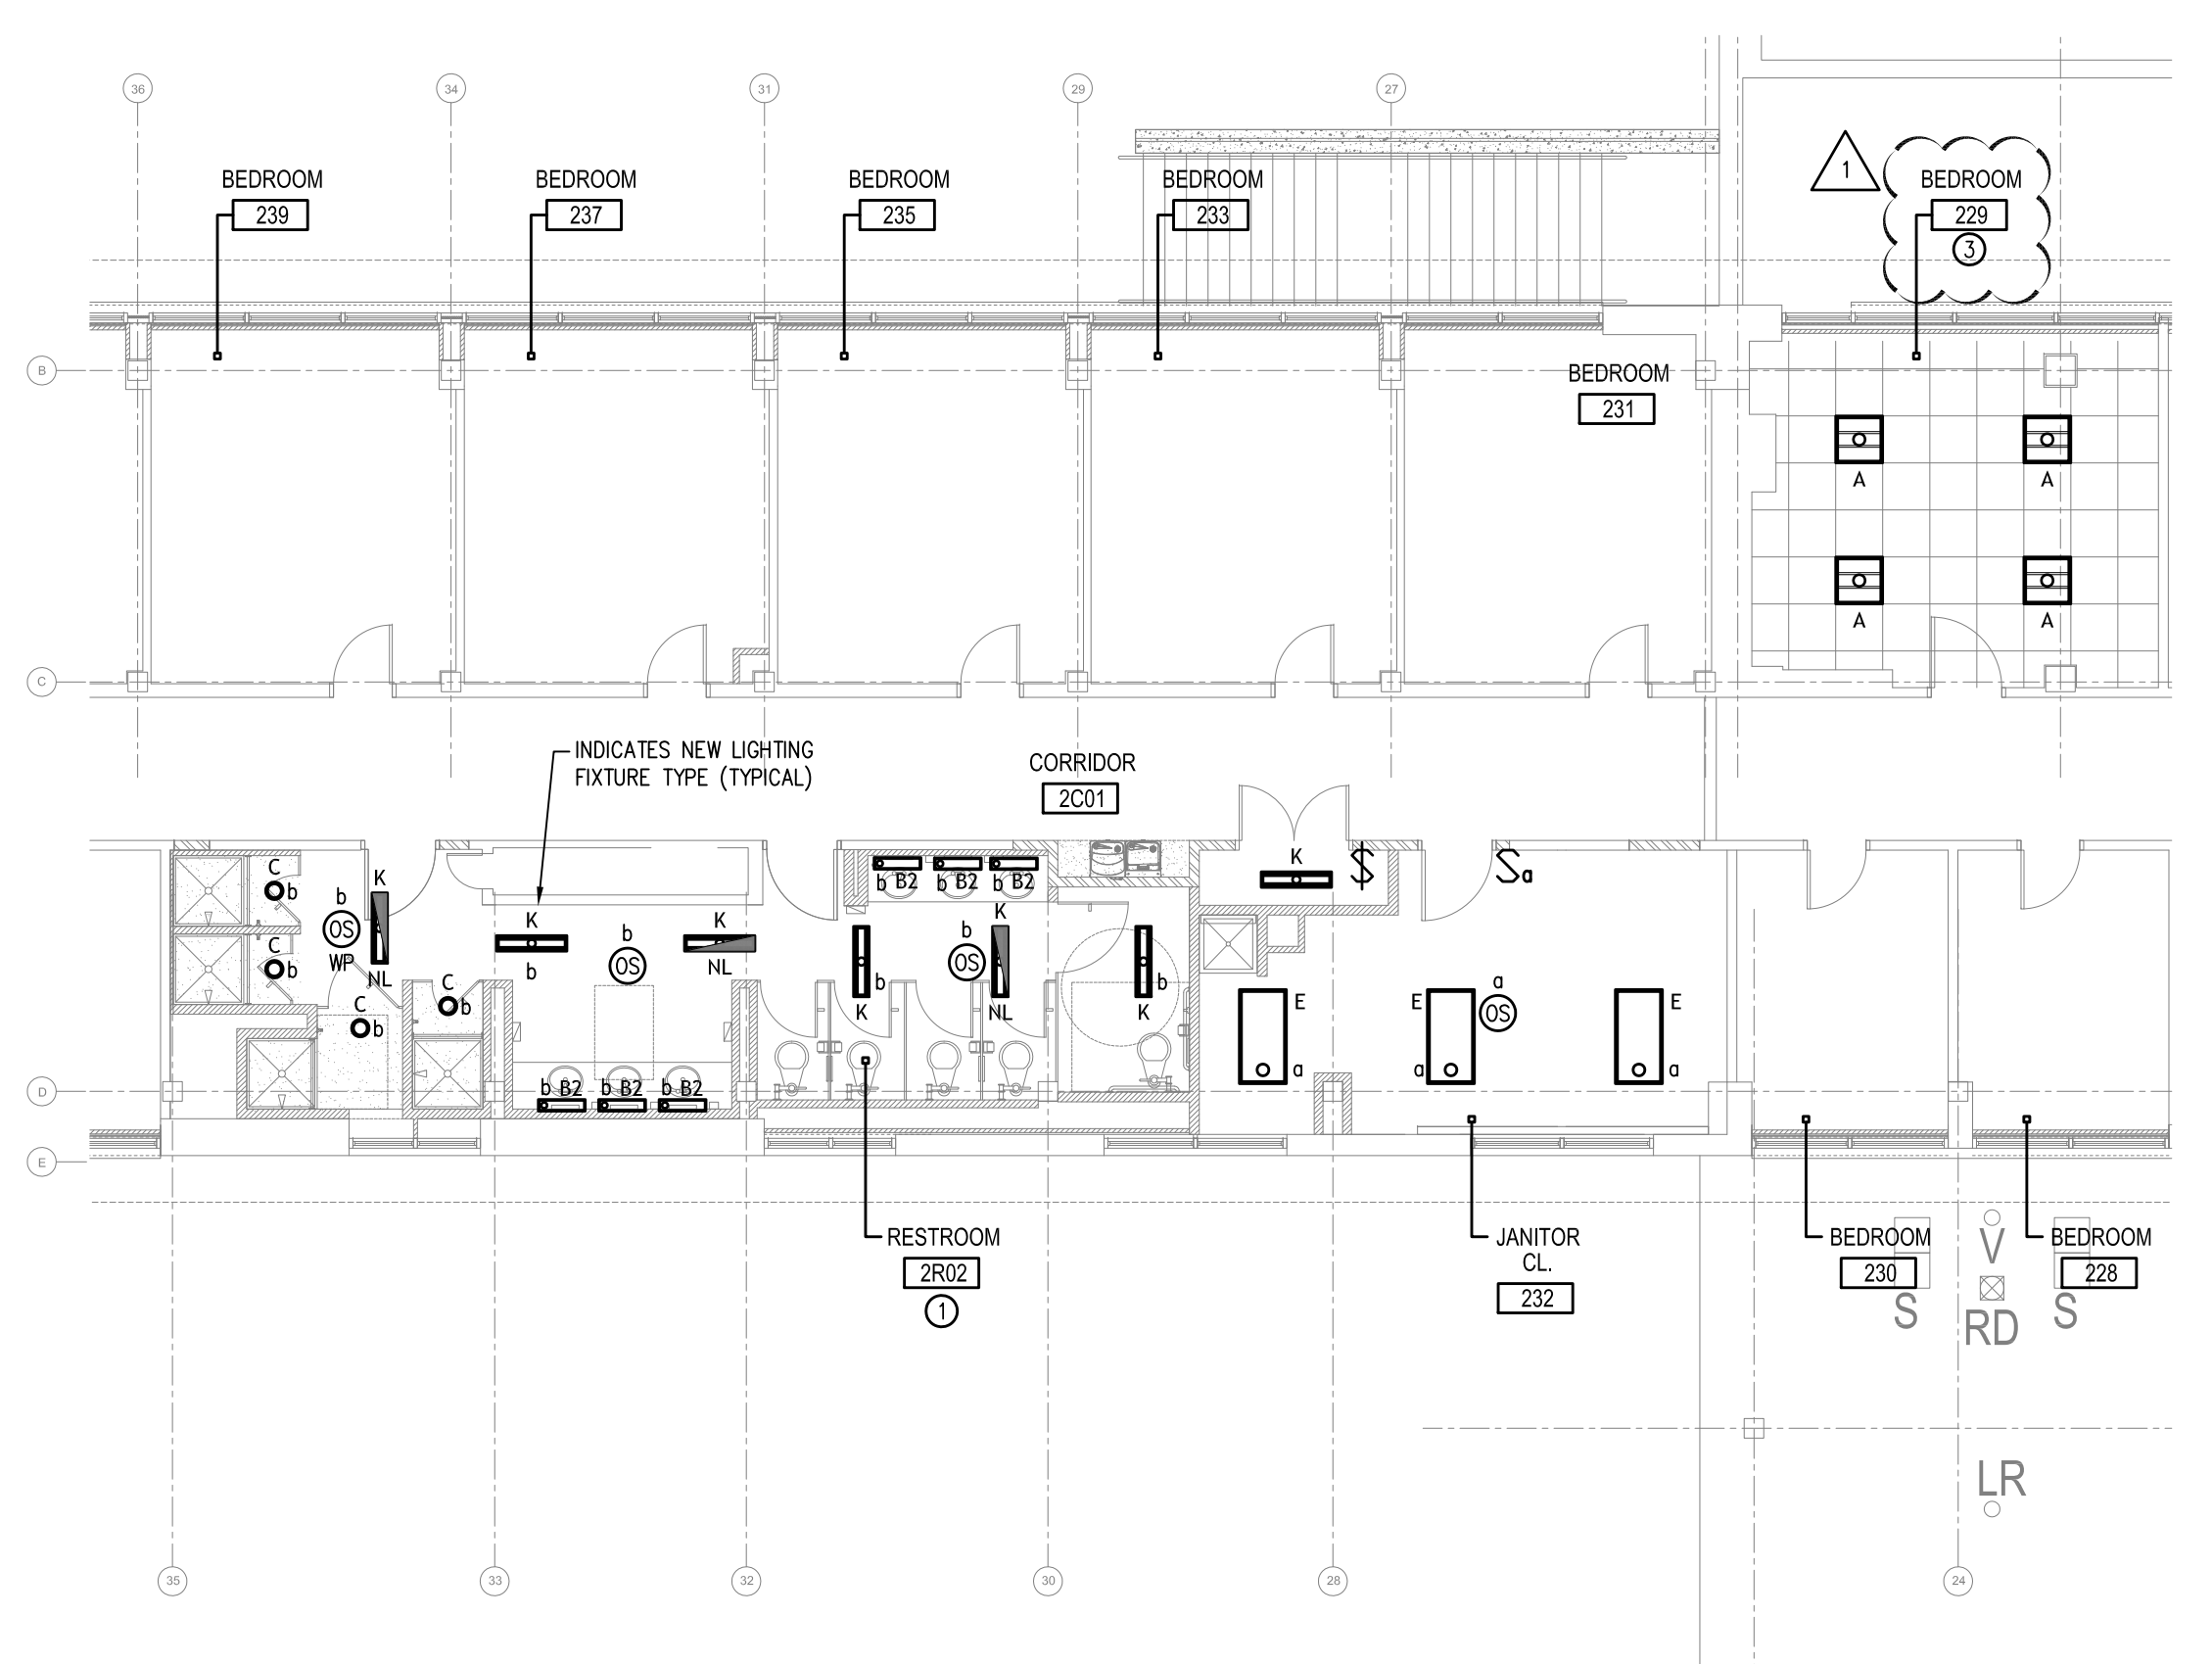 36
34
31
29
27
1
BEDROOM
239
BEDROOM
237
BEDROOM
235
BEDROOM
233
BEDROOM
229
3
B
BEDROOM
231
A
A
A
A
C
INDICATES NEW LIGHTING
FIXTURE TYPE (TYPICAL)
CORRIDOR
2C01
C
b
b
OS
WP
K
NL
C
b
C
b
C
b
K
b
b
OS
K
NL
b B2
b B2
b B2
b B2
b B2
b B2
K
b
b
OS
K
NL
b
K
K
$
Sa
E
a
E
a
a
OS
E
a
D
E
RESTROOM
2R02
1
JANITOR
CL.
232
BEDROOM
230
BEDROOM
228
V
S
RD
S
LR
35
33
32
30
28
24